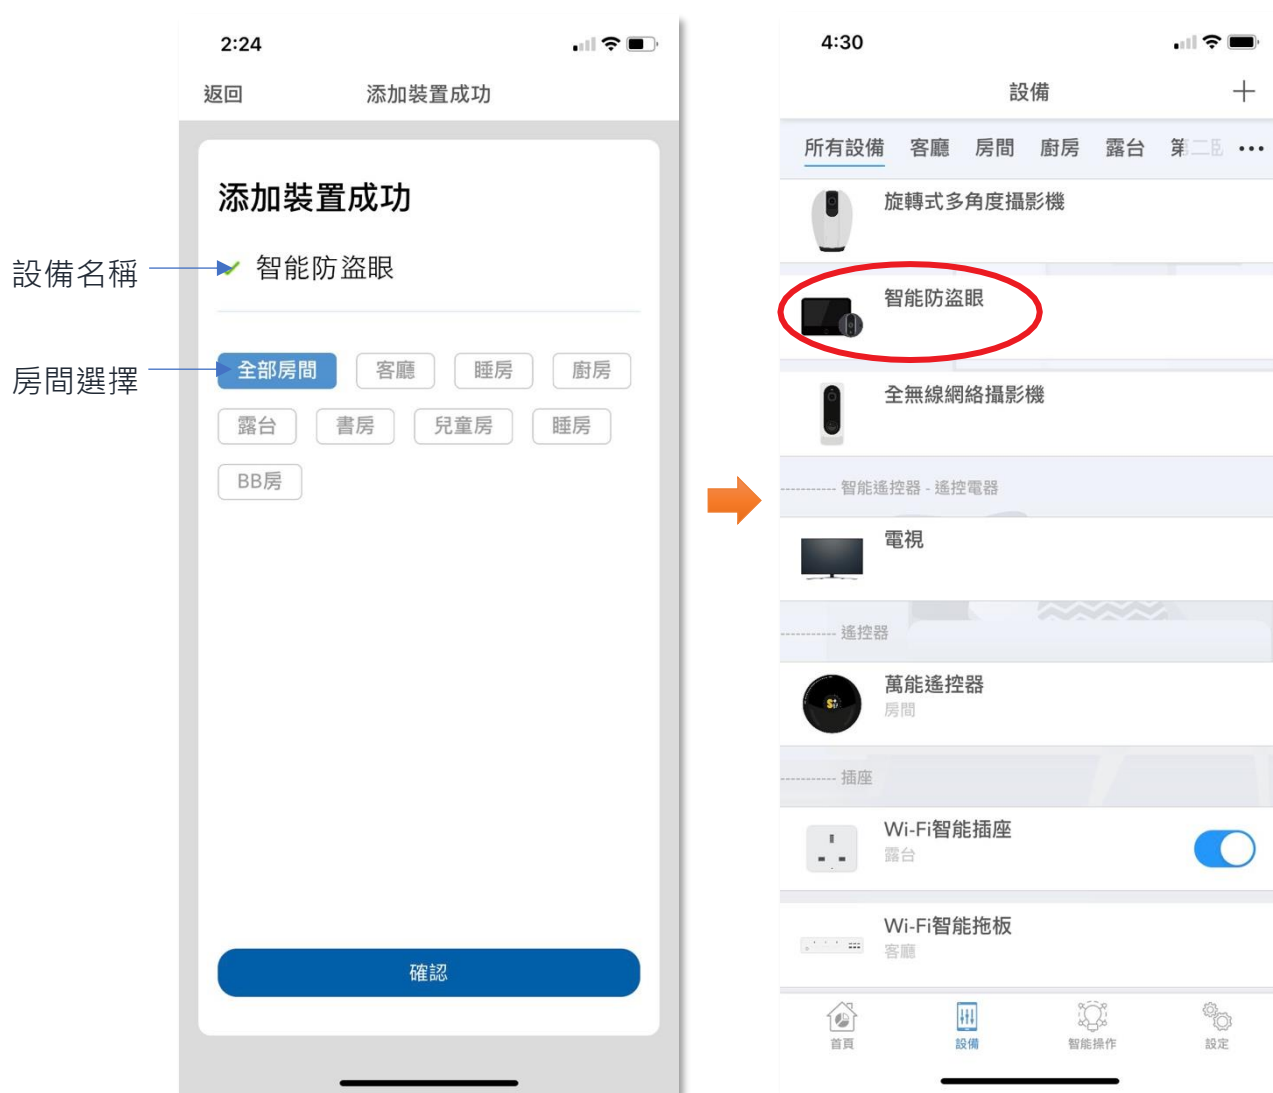 2:24
返回
添加裝置成功
添加裝置成功
設備名稱
智能防盜眼
房間選擇
全部房間
客廳
睡房
廚房
露台
書房
兒童房
睡房
BB房
確認
4:30
設備
所有設備
客廳
房間
廚房
露台
第二臥
旋轉式多角度攝影機
智能防盜眼
全無線網絡攝影機
----------- 智能遙控器 - 遙控電器
電視
----------- 遙控器
萬能遙控器
房間
----------- 插座
Wi-Fi智能插座
露台
Wi-Fi智能拖板
客廳
首頁
設備
智能操作
設定